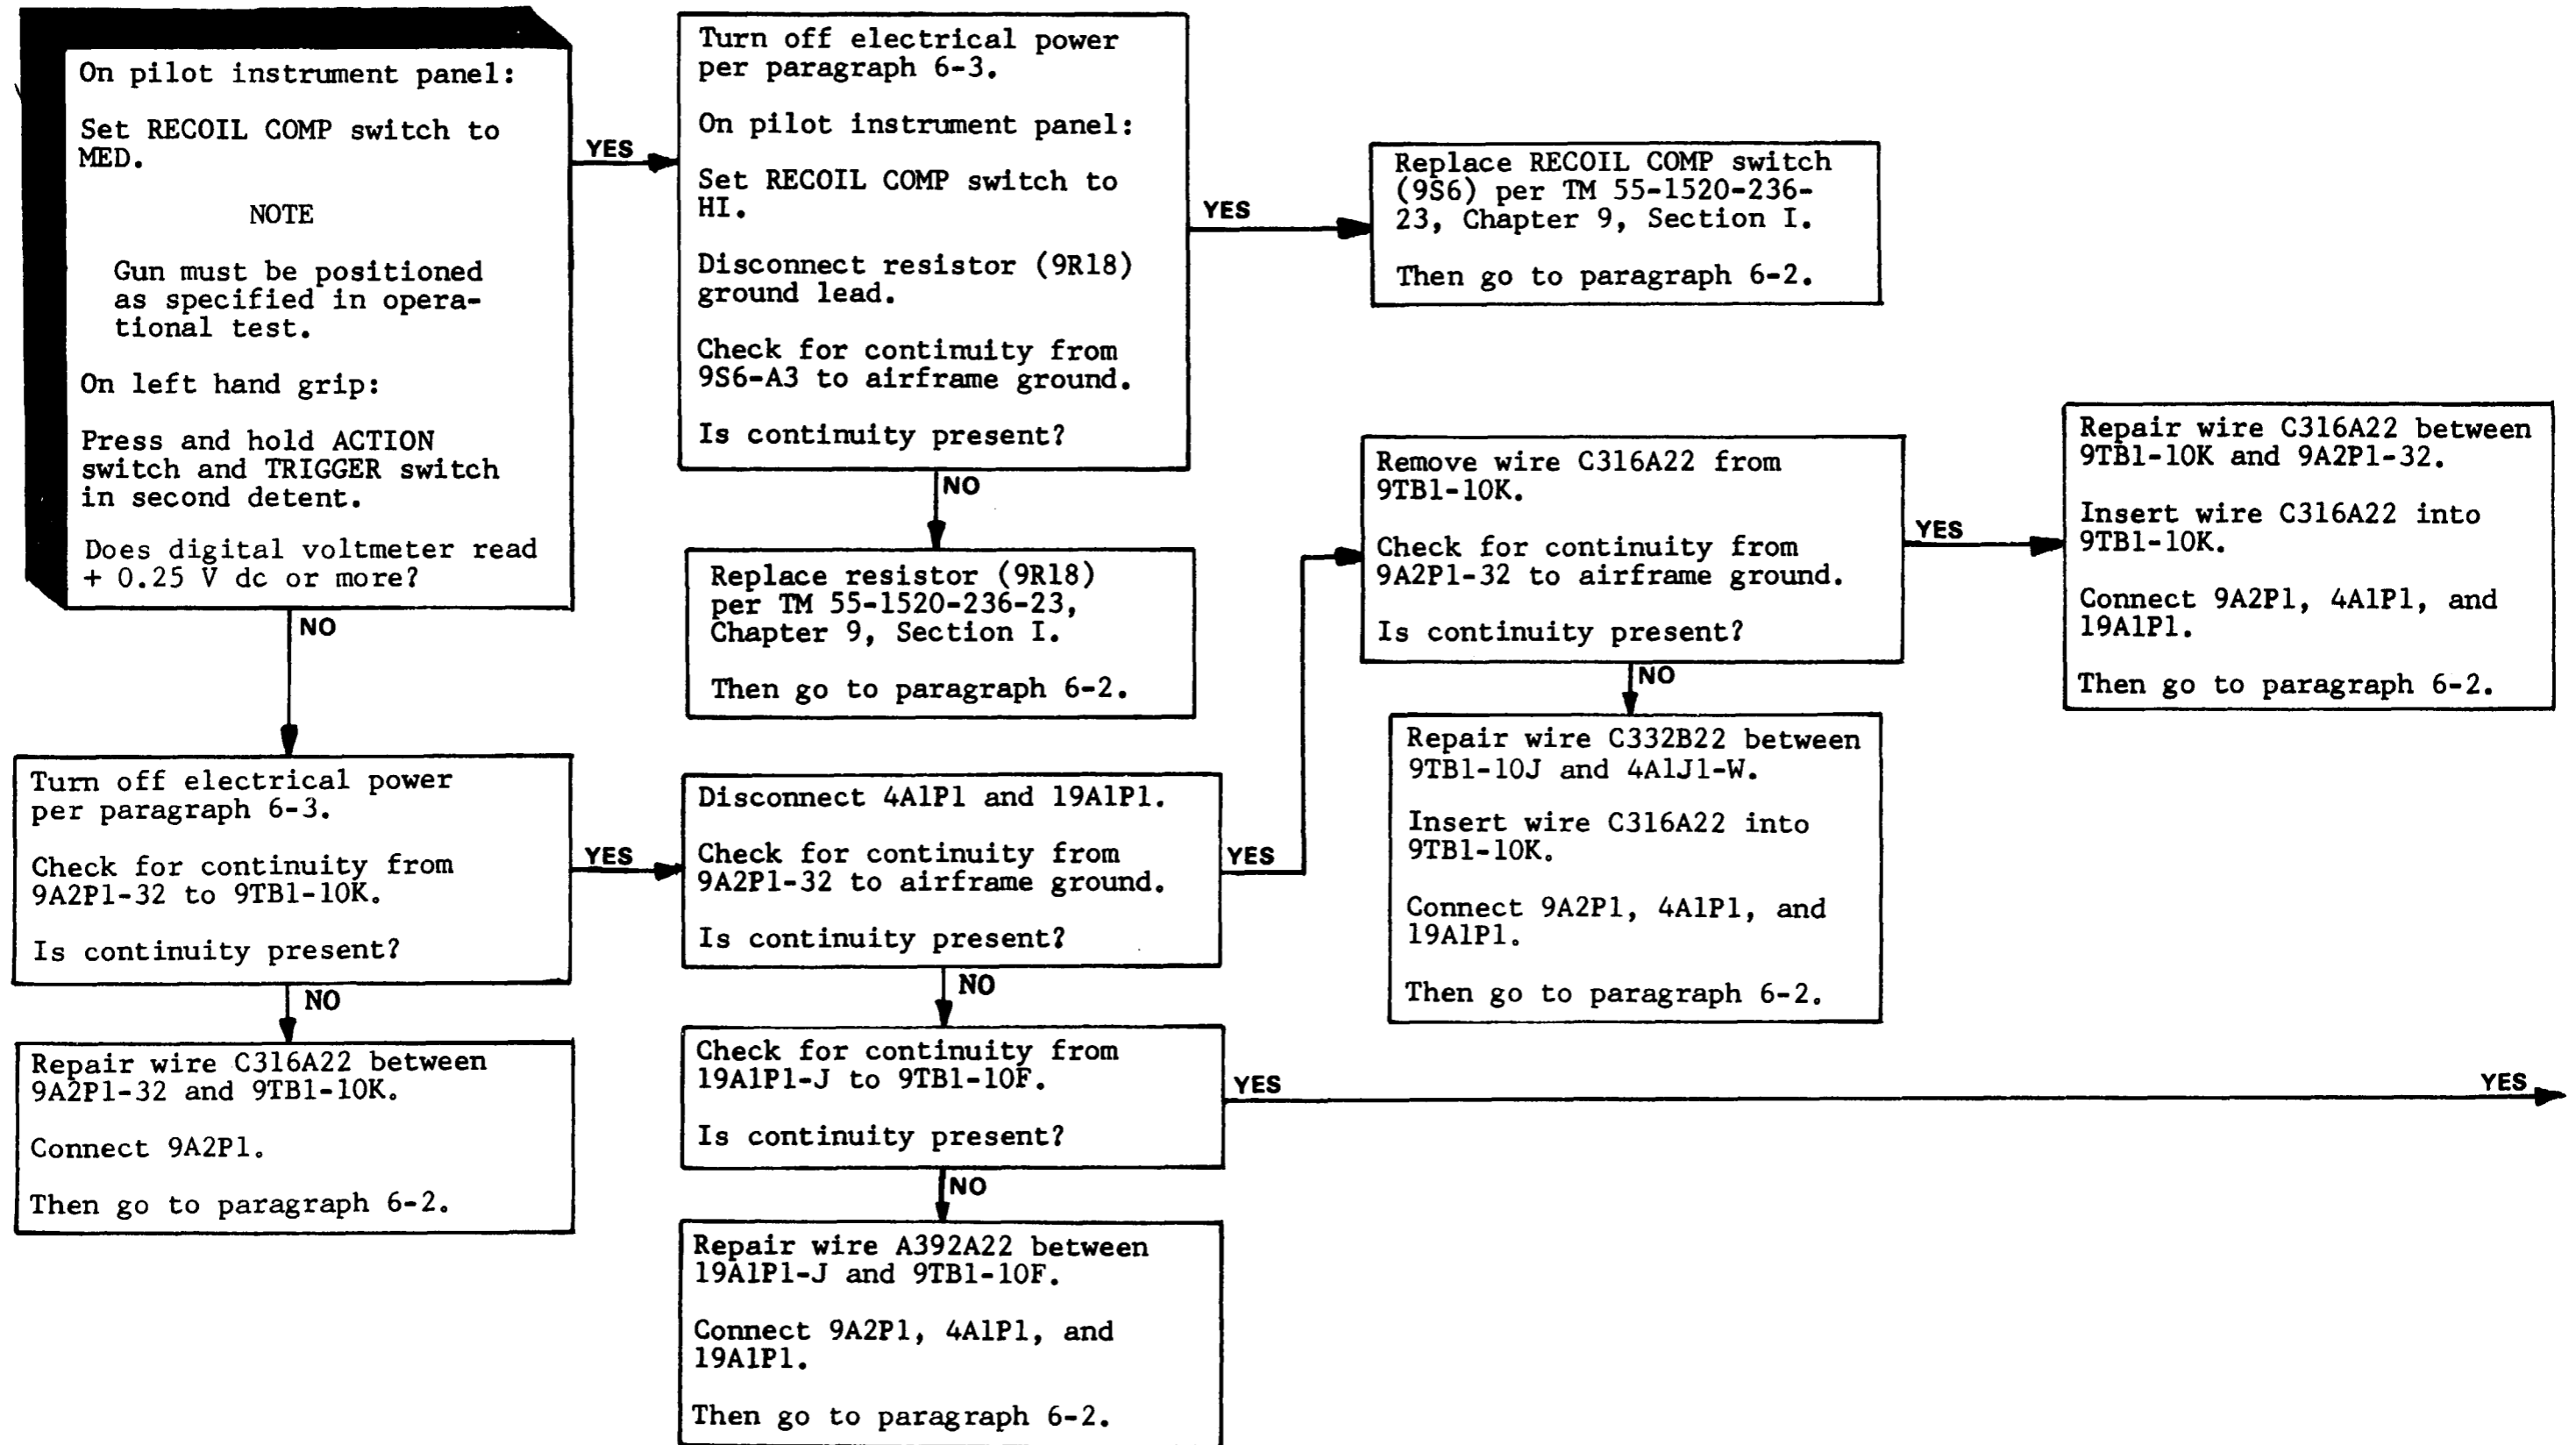 On pilot instrument panel:
Set RECOIL COMP switch to
MED.
NOTE
Gun must be positioned
as specified in opera-
tional test.
On left hand grip:
Press and hold ACTION
switch and TRIGGER switch
in second detent.
Does digital voltmeter read
+ 0.25 V dc or more?
YES
NO
Turn off electrical power
per paragraph 6-3.
On pilot instrument panel:
Set RECOIL COMP switch to
HI.
Disconnect resistor (9R18)
ground lead.
Check for continuity from
9S6-A3 to airframe ground.
Is continuity present?
YES
NO
Replace RECOIL COMP switch
(9S6) per TM 55-1520-236-
23, Chapter 9, Section I.
Then go to paragraph 6-2.
Replace resistor (9R18)
per TM 55-1520-236-23,
Chapter 9, Section I.
Then go to paragraph 6-2.
Turn off electrical power
per paragraph 6-3.
Check for continuity from
9A2P1-32 to 9TB1-10K.
Is continuity present?
YES
NO
Repair wire C316A22 between
9A2P1-32 and 9TB1-10K.
Connect 9A2P1.
Then go to paragraph 6-2.
Disconnect 4A1P1 and 19A1P1.
Check for continuity from
9A2P1-32 to airframe ground.
Is continuity present?
YES
NO
Remove wire C316A22 from
9TB1-10K.
Check for continuity from
9A2P1-32 to airframe ground.
Is continuity present?
YES
NO
Repair wire C316A22 between
9TB1-10K and 9A2P1-32.
Insert wire C316A22 into
9TB1-10K.
Connect 9A2P1, 4A1P1, and
19A1P1.
Then go to paragraph 6-2.
Repair wire C332B22 between
9TB1-10J and 4A1J1-W.
Insert wire C316A22 into
9TB1-10K.
Connect 9A2P1, 4A1P1, and
19A1P1.
Then go to paragraph 6-2.
Check for continuity from
19A1P1-J to 9TB1-10F.
Is continuity present?
YES
YES
NO
Repair wire A392A22 between
19A1P1-J and 9TB1-10F.
Connect 9A2P1, 4A1P1, and
19A1P1.
Then go to paragraph 6-2.